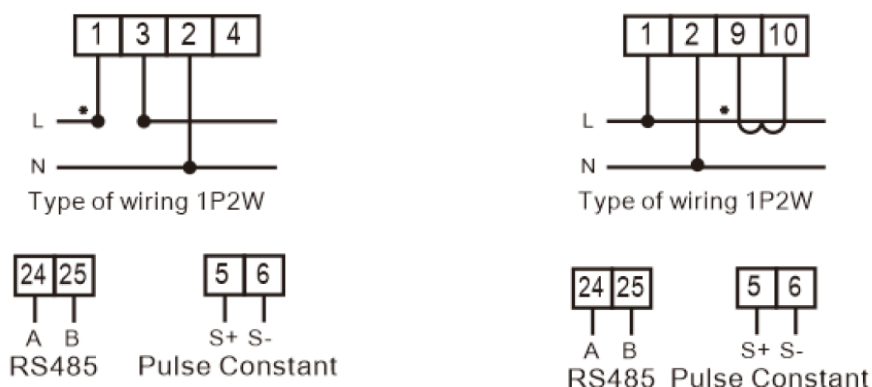 1 3 2 4
1 2 9 10
*
*
L
L
N
N
Type of wiring 1P2W
Type of wiring 1P2W
24 25
5 6
24 25
5 6
A B
S+ S-
A B
S+ S-
RS485
Pulse Constant
RS485
Pulse Constant